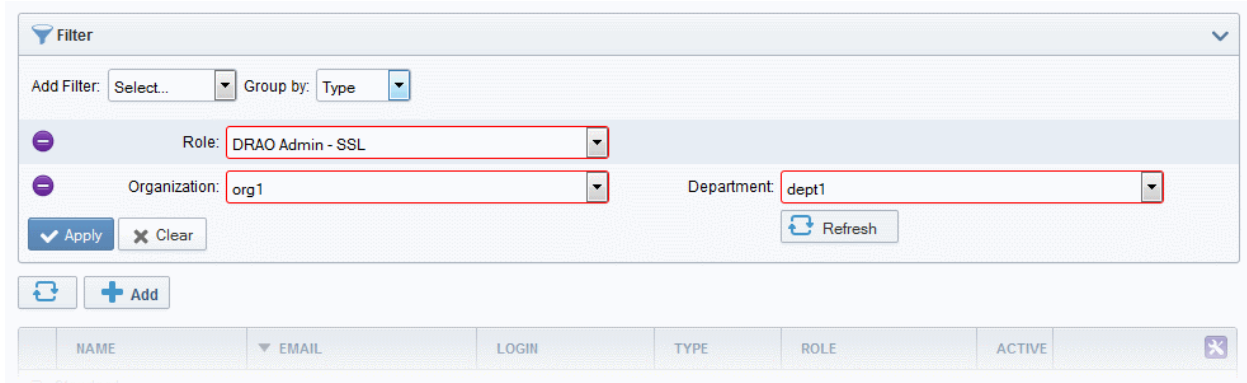 Filter
Add Filter: Select... Group by: Type
Role: DRAO Admin - SSL
Organization: org1 Department: dept1
Apply Clear Refresh
Add
NAME EMAIL LOGIN TYPE ROLE ACTIVE